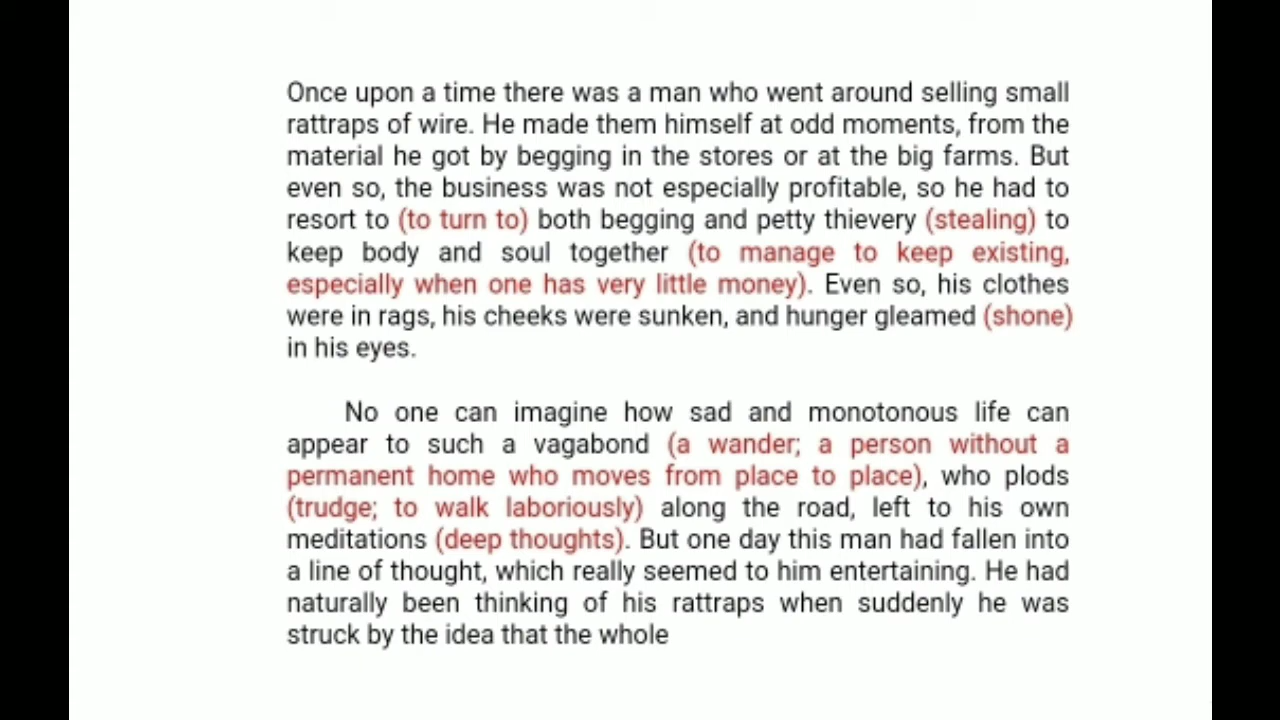 Once upon a time there was a man who went around selling small
rattraps of wire. He made them himself at odd moments, from the
material he got by begging in the stores or at the big farms. But
even so, the business was not especially profitable, so he had to
resort to (to turn to) both begging and petty thievery (stealing) to
keep body and soul together (to manage to keep existing,
especially when one has very little money). Even so, his clothes
were in rags, his cheeks were sunken, and hunger gleamed (shone)
in his eyes.
No one can imagine how sad and monotonous life can
appear to such a vagabond (a wander; a person without a
permanent home who moves from place to place), who plods
(trudge; to walk laboriously) along the road, left to his own
meditations (deep thoughts). But one day this man had fallen into
a line of thought, which really seemed to him entertaining. He had
naturally been thinking of his rattraps when suddenly he was
struck by the idea that the whole